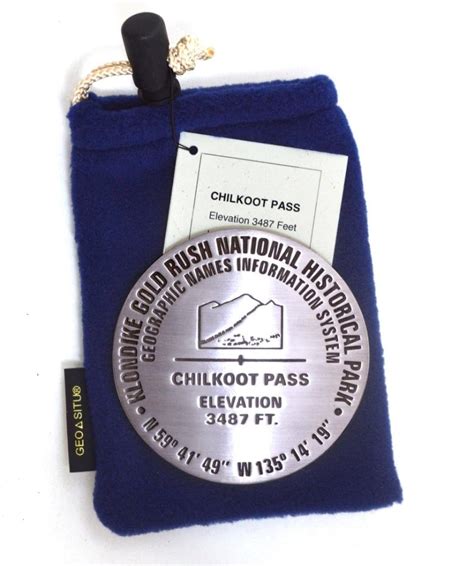 CHILKOOT PASS
Elevation 3487 Feet
• KLONDIKE GOLD RUSH NATIONAL HISTORICAL PARK •
GEOGRAPHIC NAMES INFORMATION SYSTEM
CHILKOOT PASS
ELEVATION
3487 FT.
N 59° 41' 49" W 135° 14' 19"
GEO△SITU®